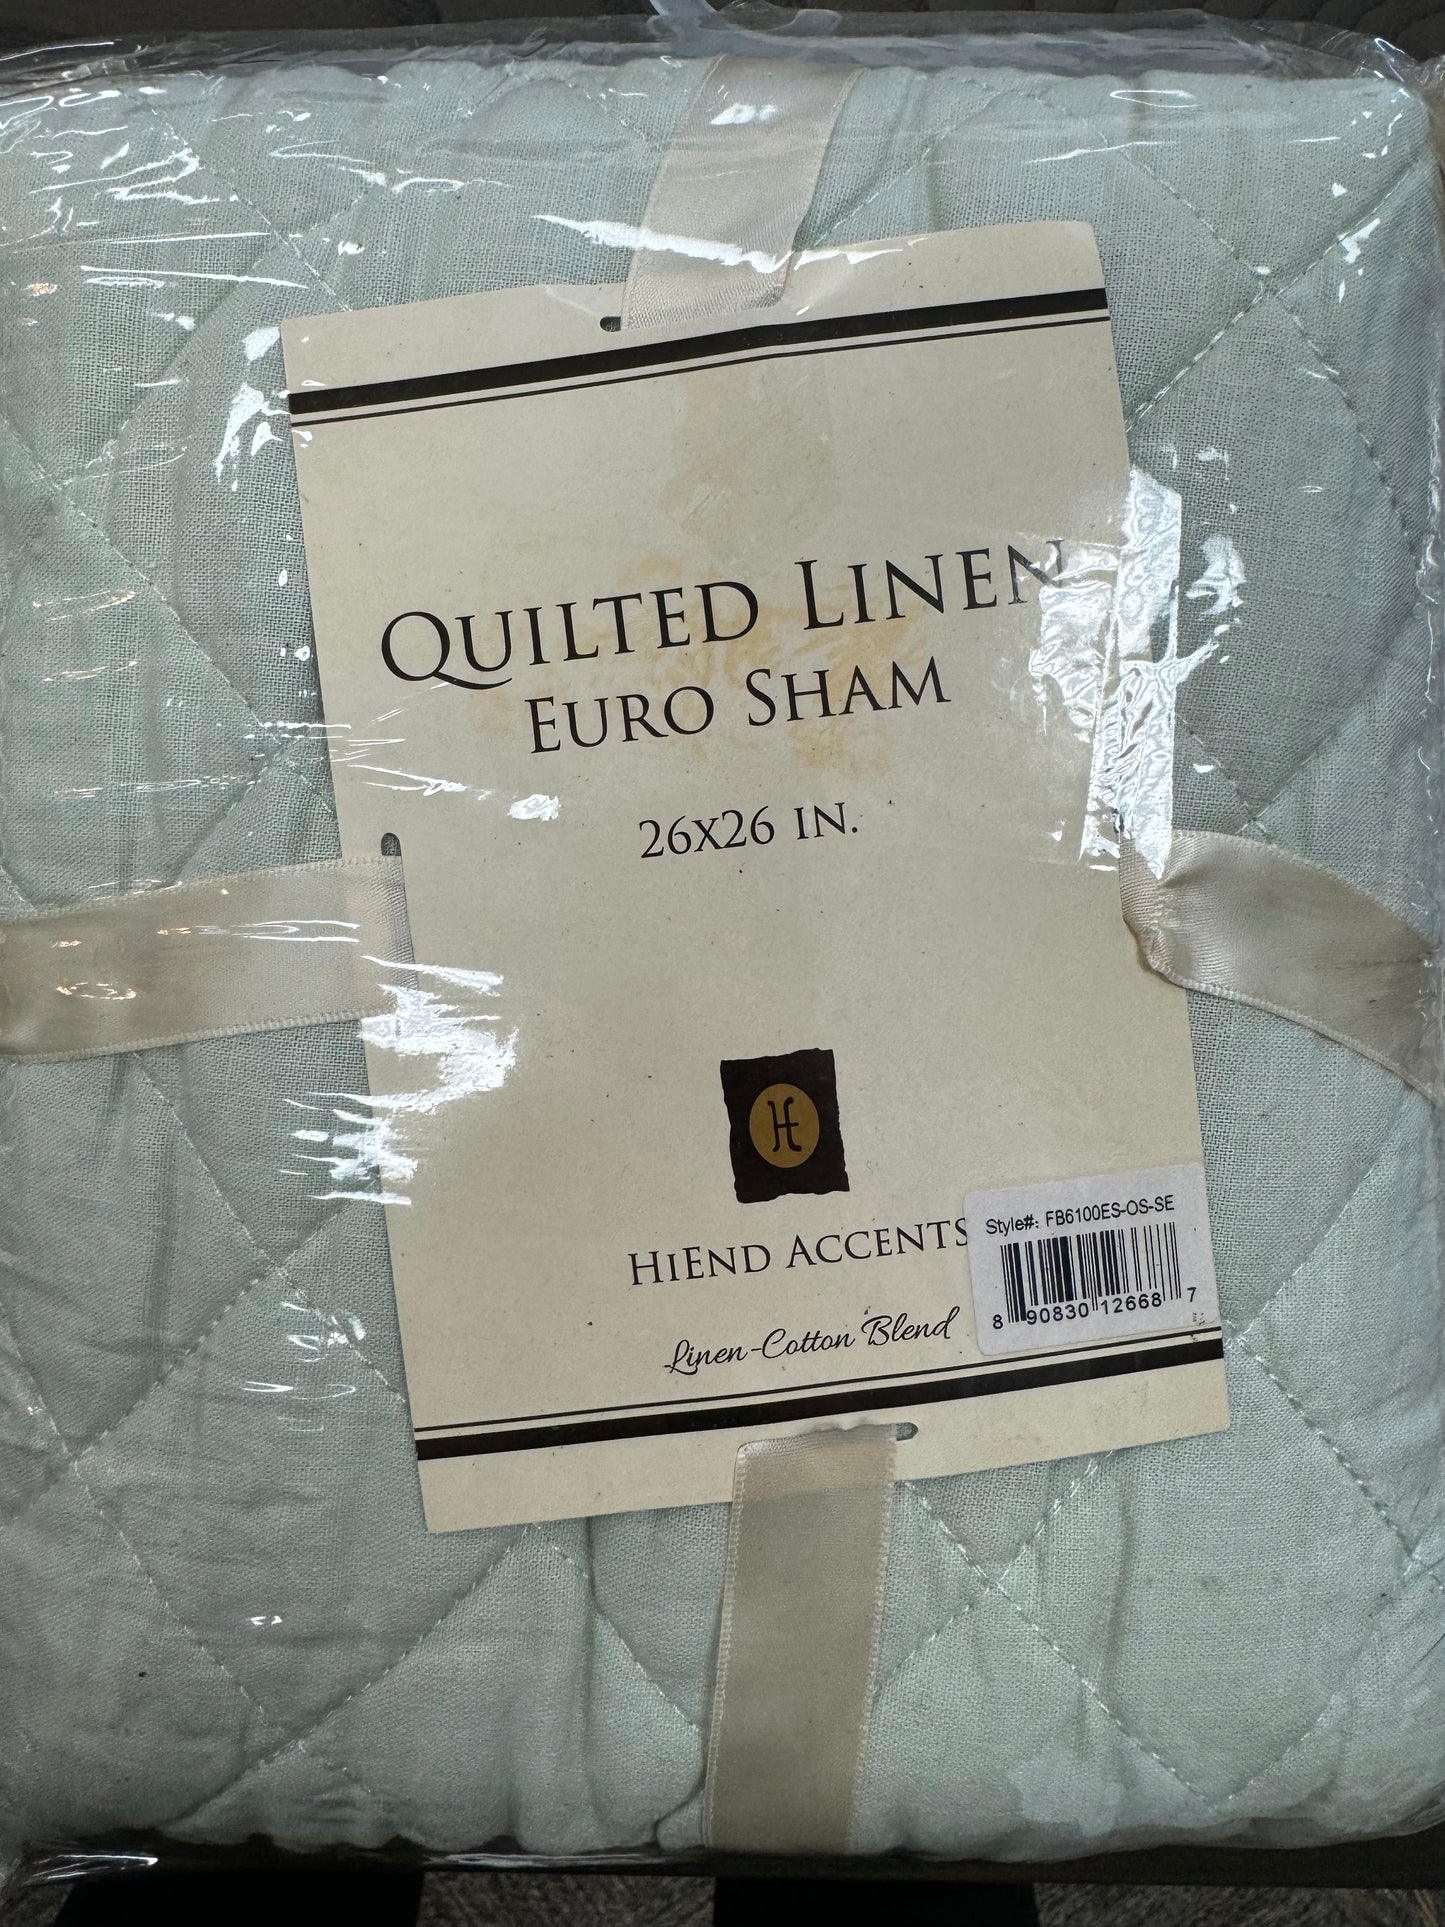 QUILTED LINEN
EURO SHAM
26X26 IN.
H
HIEND ACCENTS
Style#: FB6100ES-OS-SE
8 90830 12668 7
Linen-Cotton Blend